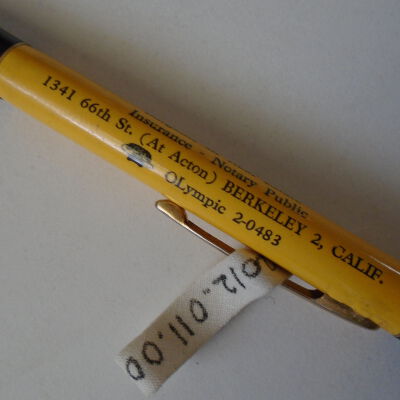 Insurance - Notary Public
1341 66th St. (At Acton) BERKELEY 2, CALIF.
OLympic 2-0483
2012.011.00